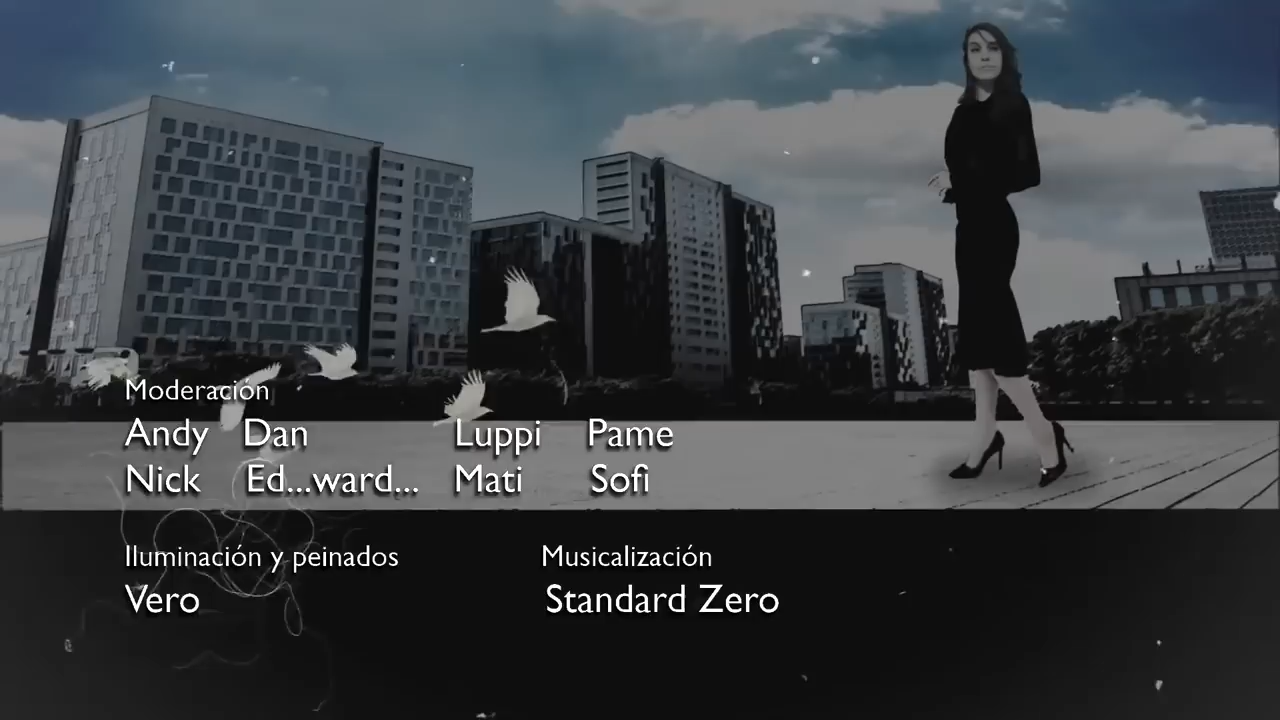 Moderación
Andy Dan Luppi Pame
Nick Ed...ward... Mati Sofi
Iluminación y peinados Musicalización
Vero Standard Zero